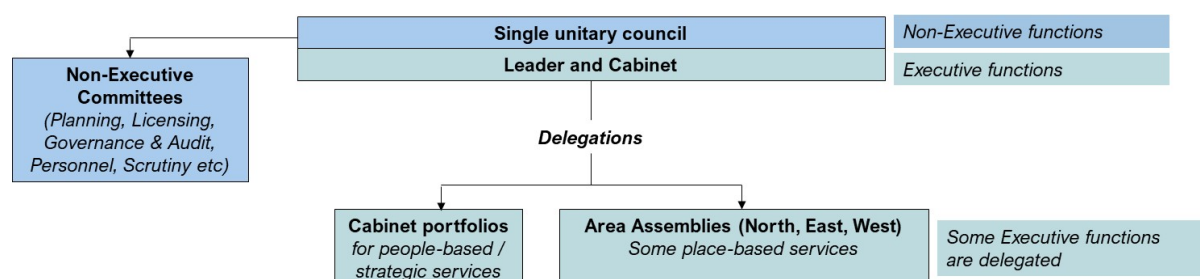 Single unitary council
Non-Executive functions
Leader and Cabinet
Executive functions
Non-Executive
Committees
(Planning, Licensing,
Governance & Audit,
Personnel, Scrutiny etc)
Delegations
Cabinet portfolios
for people-based /
strategic services
Area Assemblies (North, East, West)
Some place-based services
Some Executive functions
are delegated